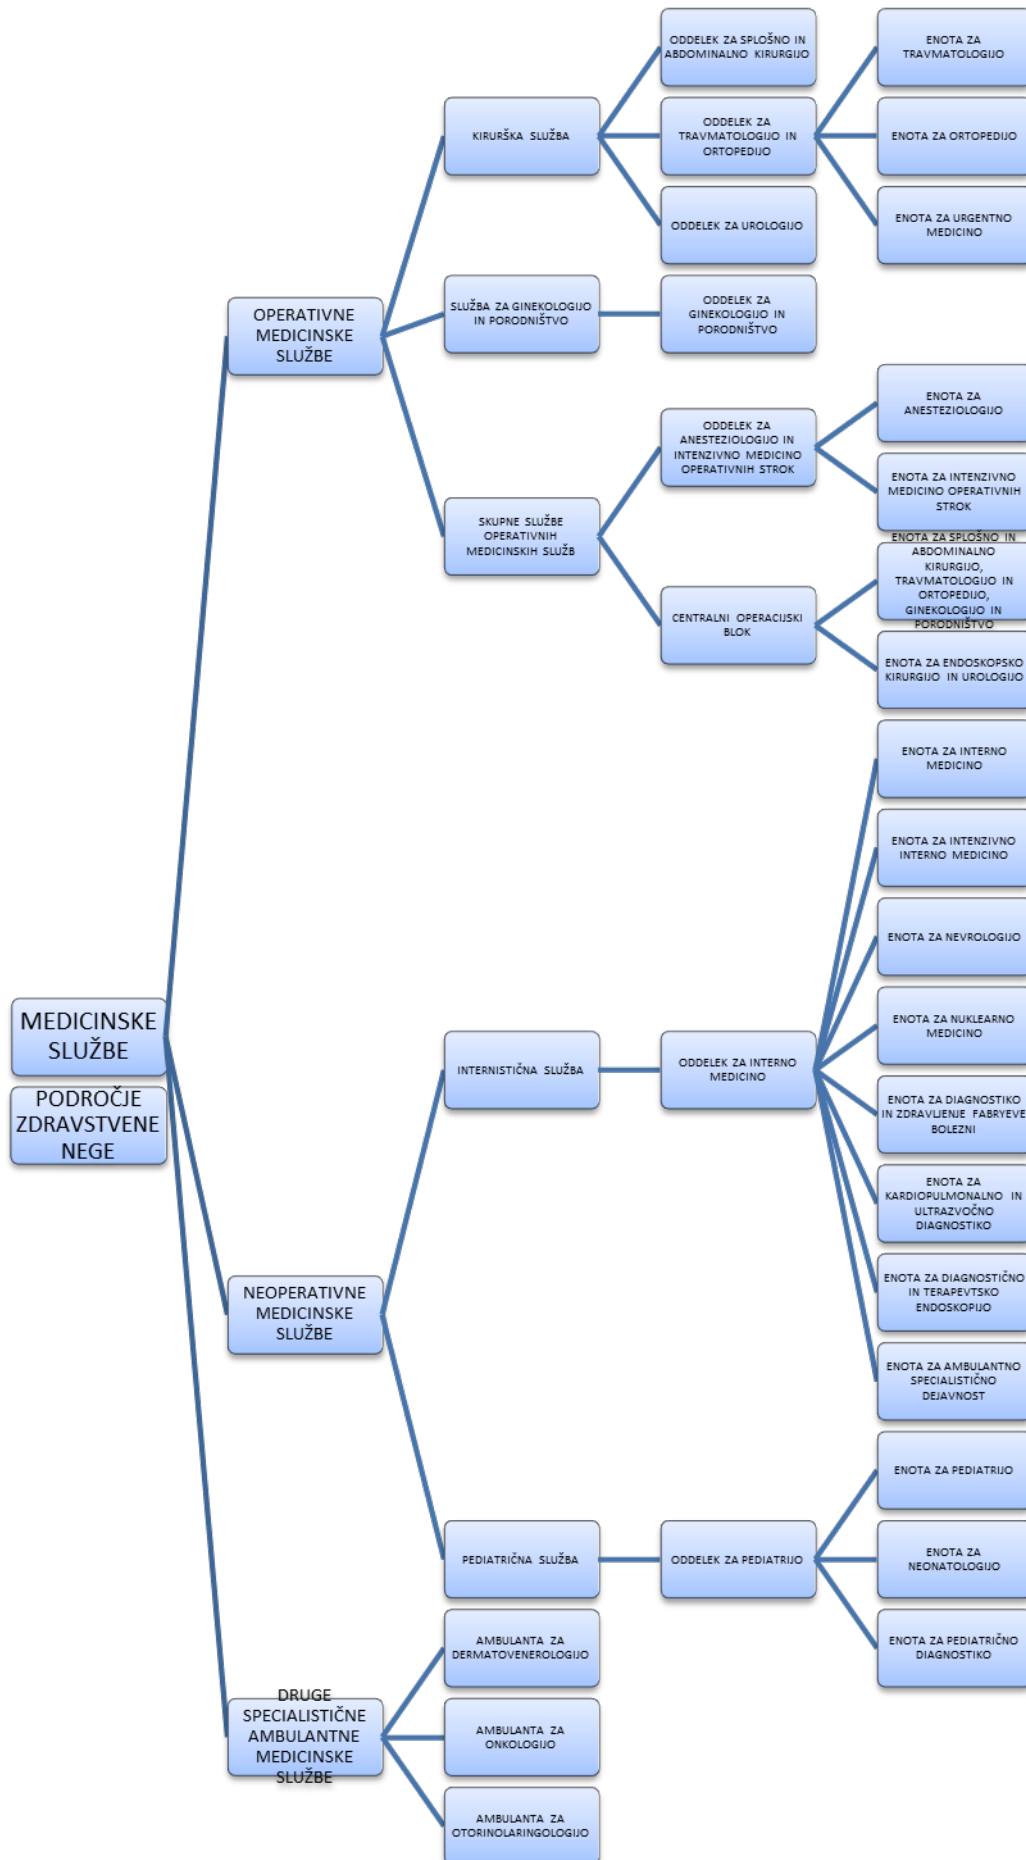 MEDICINSKE
SLUŽBE
PODROČJE
ZDRAVSTVENE
NEGE
OPERATIVNE
MEDICINSKE
SLUŽBE
KIRURŠKA SLUŽBA
ODDELEK ZA SPLOŠNO IN
ABDOMINALNO KIRURGIJO
ODDELEK ZA
TRAVMATOLOGIJO IN
ORTOPEDIJO
ENOTA ZA
TRAVMATOLOGIJO
ENOTA ZA ORTOPEDIJO
ENOTA ZA URGENTNO
MEDICINO
ODDELEK ZA UROLOGIJO
SLUŽBA ZA GINEKOLOGIJO
IN PORODNIŠTVO
ODDELEK ZA
GINEKOLOGIJO IN
PORODNIŠTVO
SKUPNE SLUŽBE
OPERATIVNIH
MEDICINSKIH SLUŽB
ODDELEK ZA
ANESTEZIOLOGIJO IN
INTENZIVNO MEDICINO
OPERATIVNIH STROK
ENOTA ZA
ANESTEZIOLOGIJO
ENOTA ZA INTENZIVNO
MEDICINO OPERATIVNIH
STROK
CENTRALNI OPERACIJSKI
BLOK
ENOTA ZA SPLOŠNO IN
ABDOMINALNO
KIRURGIJO,
TRAVMATOLOGIJO IN
ORTOPEDIJO,
GINEKOLOGIJO IN
PORODNIŠTVO
ENOTA ZA ENDOSKOPSKO
KIRURGIJO IN UROLOGIJO
NEOPERATIVNE
MEDICINSKE
SLUŽBE
INTERNISTIČNA SLUŽBA
ODDELEK ZA INTERNO
MEDICINO
ENOTA ZA INTERNO
MEDICINO
ENOTA ZA INTENZIVNO
INTERNO MEDICINO
ENOTA ZA NEVROLOGIJO
ENOTA ZA NUKLEARNO
MEDICINO
ENOTA ZA DIAGNOSTIKO
IN ZDRAVLJENJE FABRYEVE
BOLEZNI
ENOTA ZA
KARDIOPULMONALNO IN
ULTRAZVOČNO
DIAGNOSTIKO
ENOTA ZA DIAGNOSTIČNO
IN TERAPEVTSKO
ENDOSKOPIJO
ENOTA ZA AMBULANTNO
SPECIALISTIČNO
DEJAVNOST
PEDIATRIČNA SLUŽBA
ODDELEK ZA PEDIATRIJO
ENOTA ZA PEDIATRIJO
ENOTA ZA
NEONATOLOGIJO
ENOTA ZA PEDIATRIČNO
DIAGNOSTIKO
DRUGE
SPECIALISTIČNE
AMBULANTNE
MEDICINSKE
SLUŽBE
AMBULANTA ZA
DERMATOVENEROLOGIJO
AMBULANTA ZA
ONKOLOGIJO
AMBULANTA ZA
OTORINOLARINGOLOGIJO